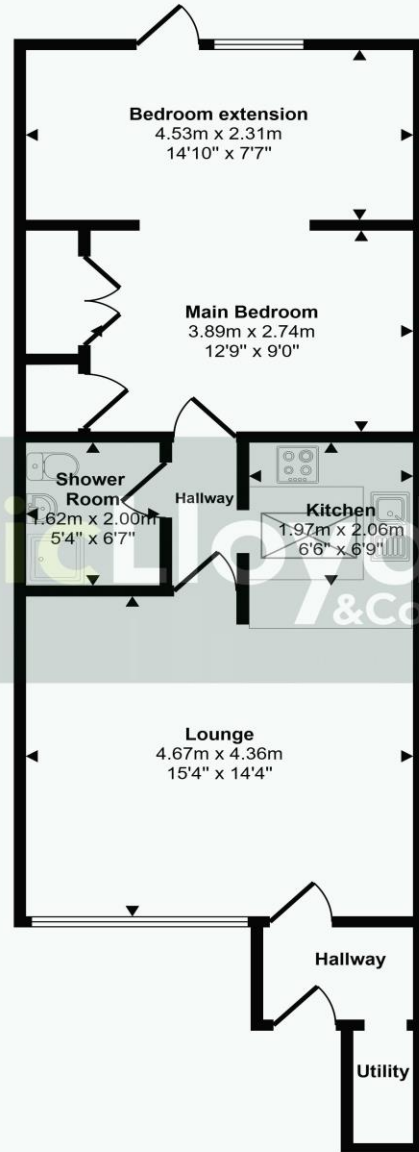 Bedroom extension
4.53m x 2.31m
14'10" x 7'7"
Main Bedroom
3.89m x 2.74m
12'9" x 9'0"
Shower
Room
1.62m x 2.00m
5'4" x 6'7"
Hallway
Kitchen
1.97m x 2.06m
6'6" x 6'9"
icLloyd
&Co
Lounge
4.67m x 4.36m
15'4" x 14'4"
Hallway
Utility